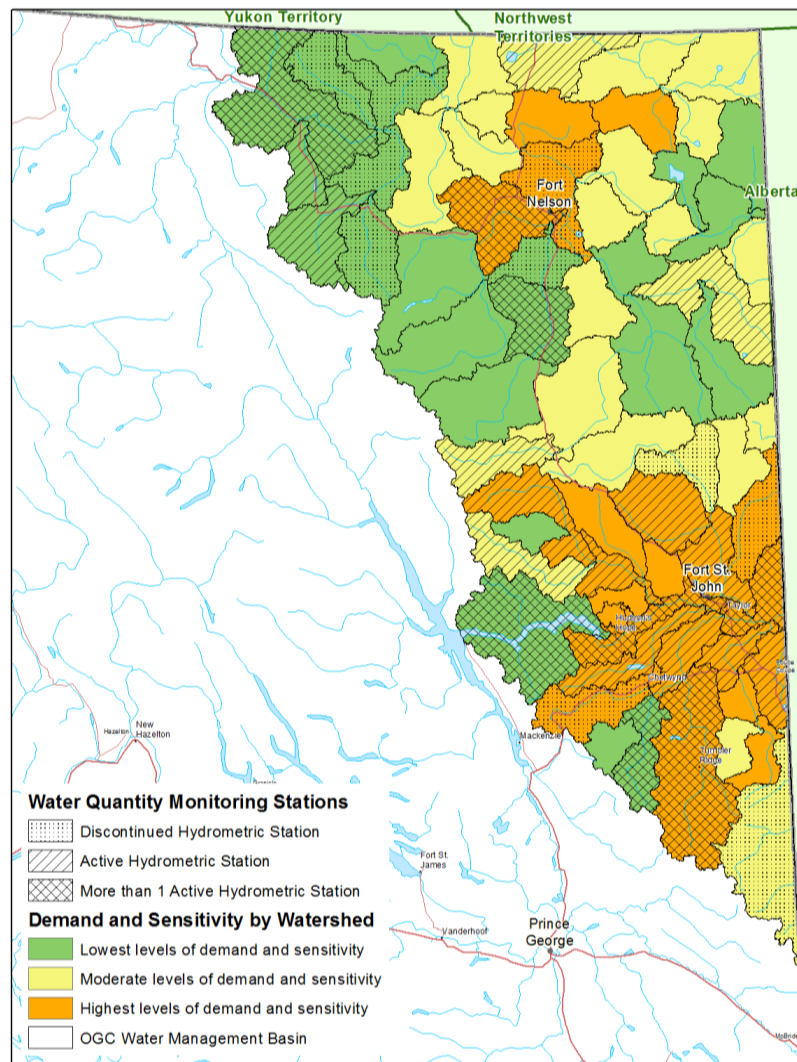 Yukon Territory
Northwest
Territories
Alberta
Fort
Nelson
Fort St.
John
Taylor
Chetwynd
Tumbler
Ridge
Mackenzie
Hazelton
New
Hazelton
Fort St.
James
Vanderhoof
Prince
George
McBride
Water Quantity Monitoring Stations
Discontinued Hydrometric Station
Active Hydrometric Station
More than 1 Active Hydrometric Station
Demand and Sensitivity by Watershed
Lowest levels of demand and sensitivity
Moderate levels of demand and sensitivity
Highest levels of demand and sensitivity
OGC Water Management Basin